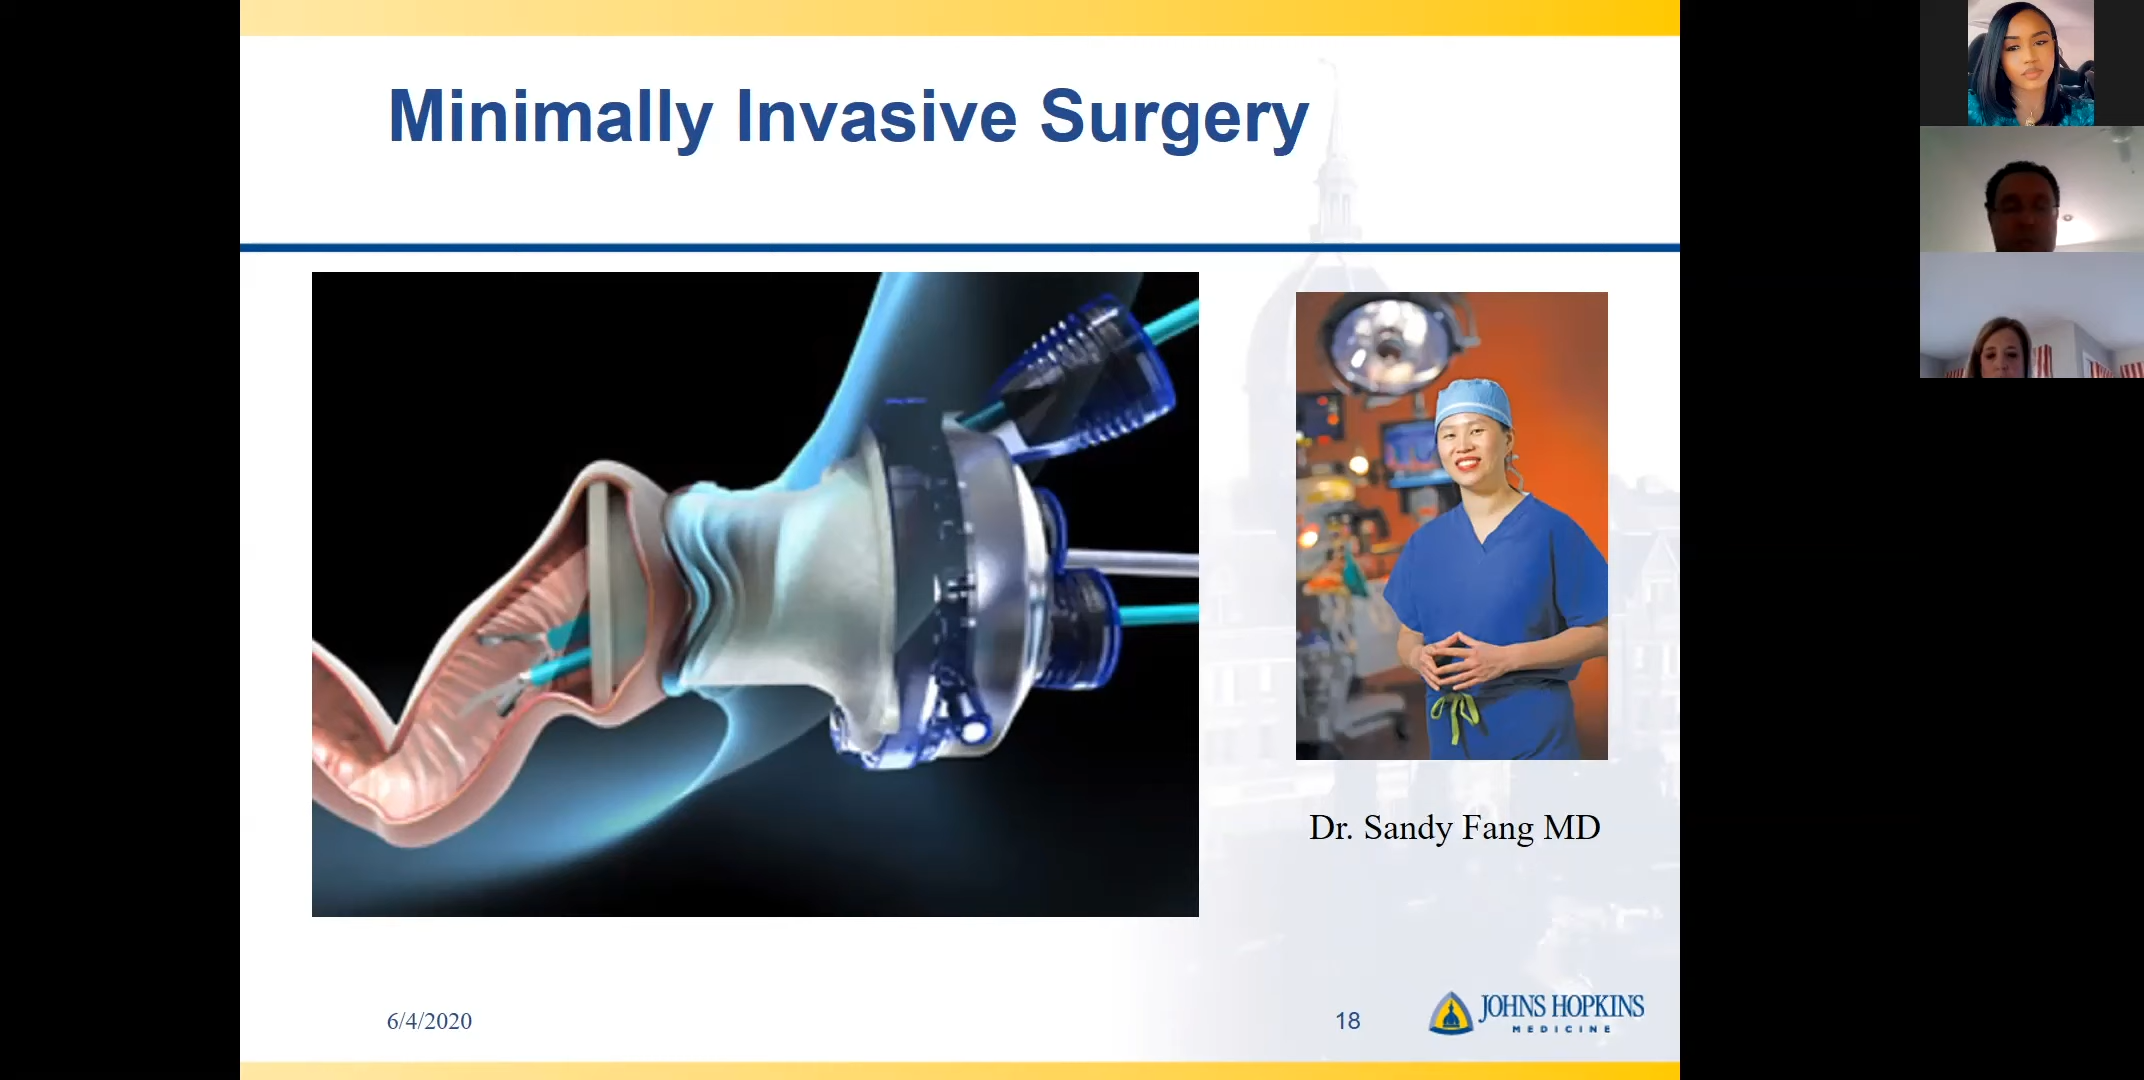 Minimally Invasive Surgery
Dr. Sandy Fang MD
6/4/2020
18
JOHNS HOPKINS
MEDICINE